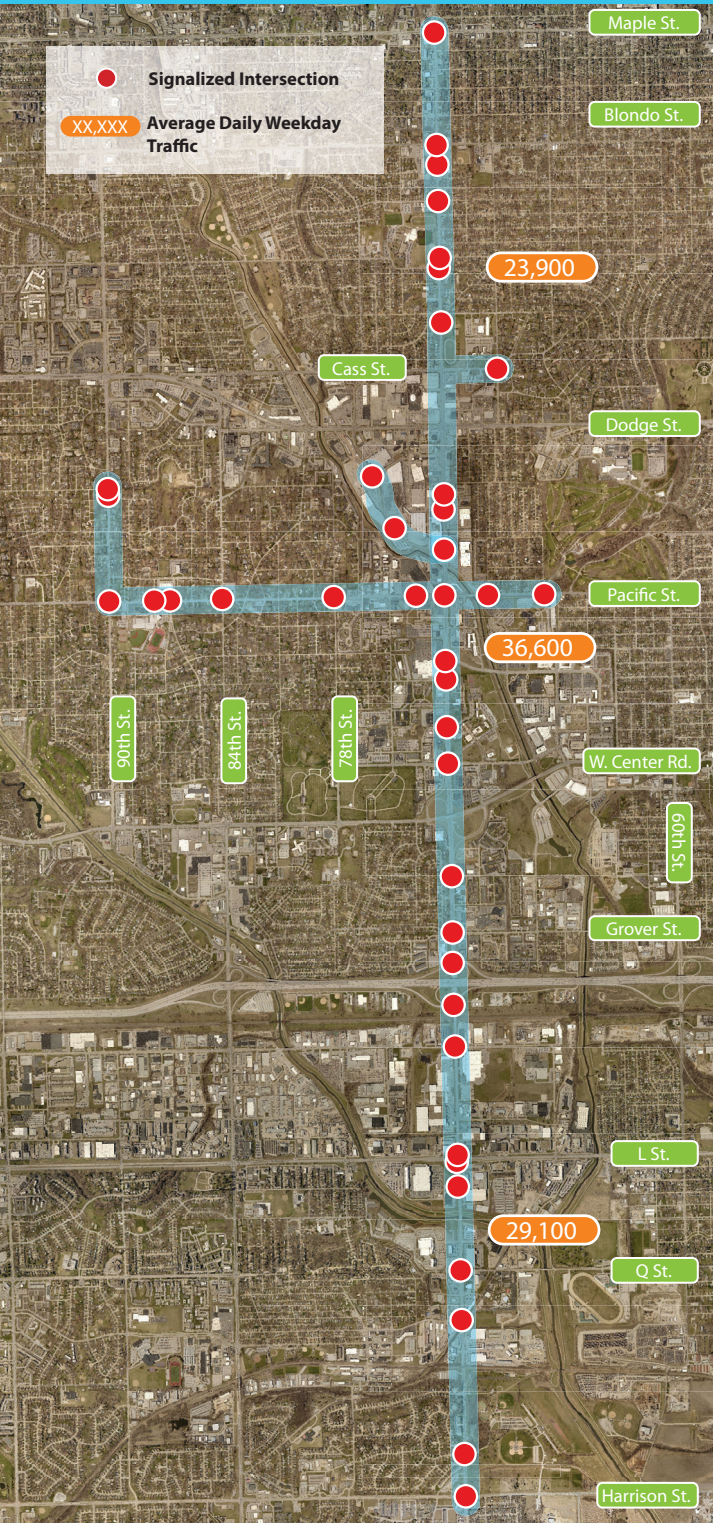 Maple St.
Signalized Intersection
Blondo St.
XX,XXX
Average Daily Weekday
Traffic
23,900
Cass St.
Dodge St.
Pacific St.
36,600
90th St.
84th St.
78th St.
W. Center Rd.
60th St.
Grover St.
L St.
29,100
Q St.
Harrison St.